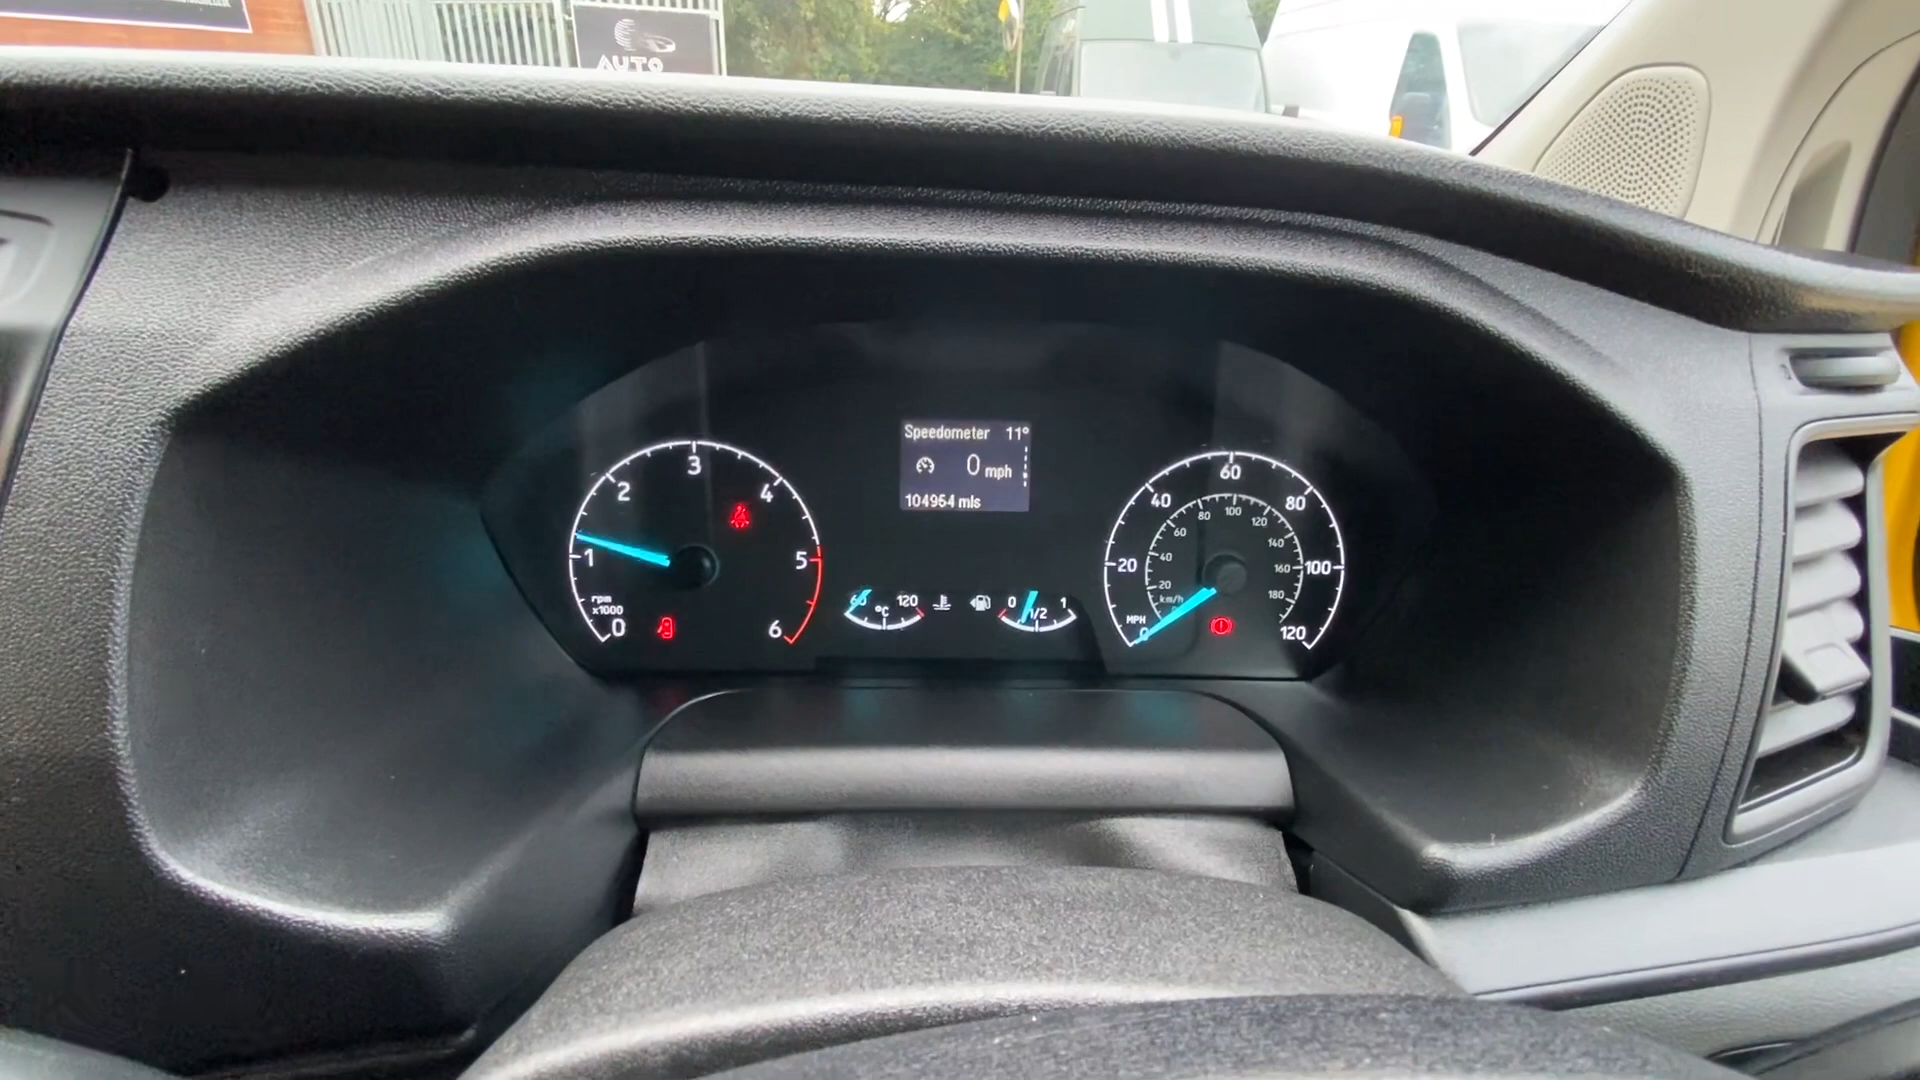 AUTO
Speedometer 11°
0 mph
104954 mls
0 1 2 3 4 5 6
rpm
x1000
60 °C 120
0 1/2 1
0 20 40 60 80 100 120
MPH
20 40 60 80 100 120 140 160 180
km/h